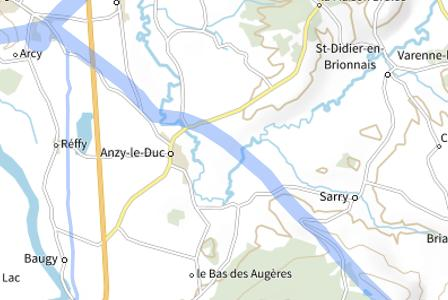 St-Didier-en-
Brionnais
Varenne-l
Arcy
Réffy
Anzy-le-Duc
Sarry
Bria
Baugy
Lac
le Bas des Augères